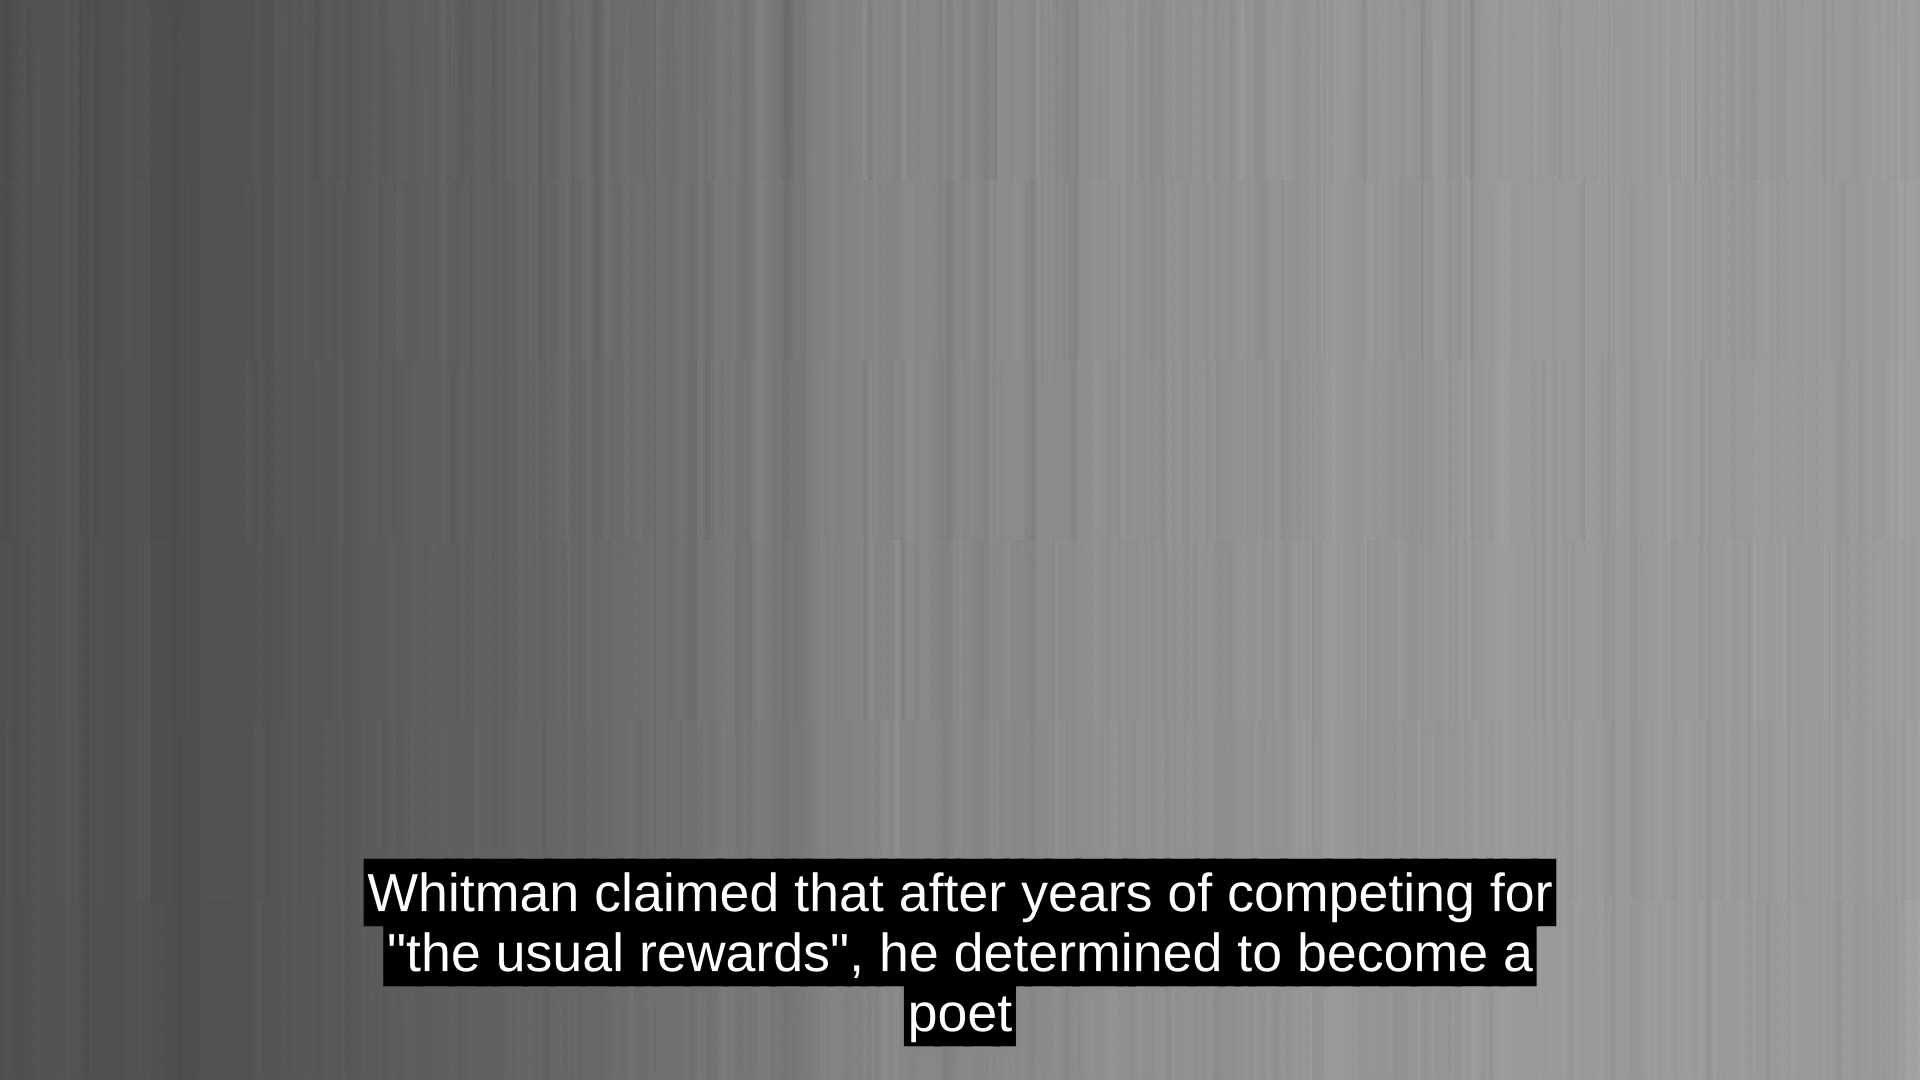 Whitman claimed that after years of competing for
"the usual rewards", he determined to become a
poet